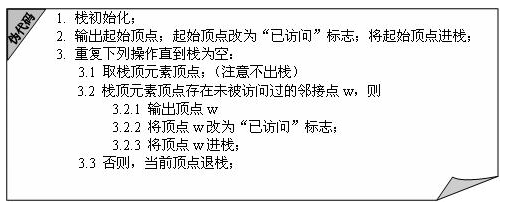 伪代码
1. 栈初始化；
2. 输出起始顶点；起始顶点改为“已访问”标志；将起始顶点进栈；
3. 重复下列操作直到栈为空：
3.1 取栈顶元素顶点；（注意不出栈）
3.2 栈顶元素顶点存在未被访问过的邻接点 w，则
3.2.1 输出顶点 w
3.2.2 将顶点 w 改为“已访问”标志；
3.2.3 将顶点 w 进栈；
3.3 否则，当前顶点退栈；